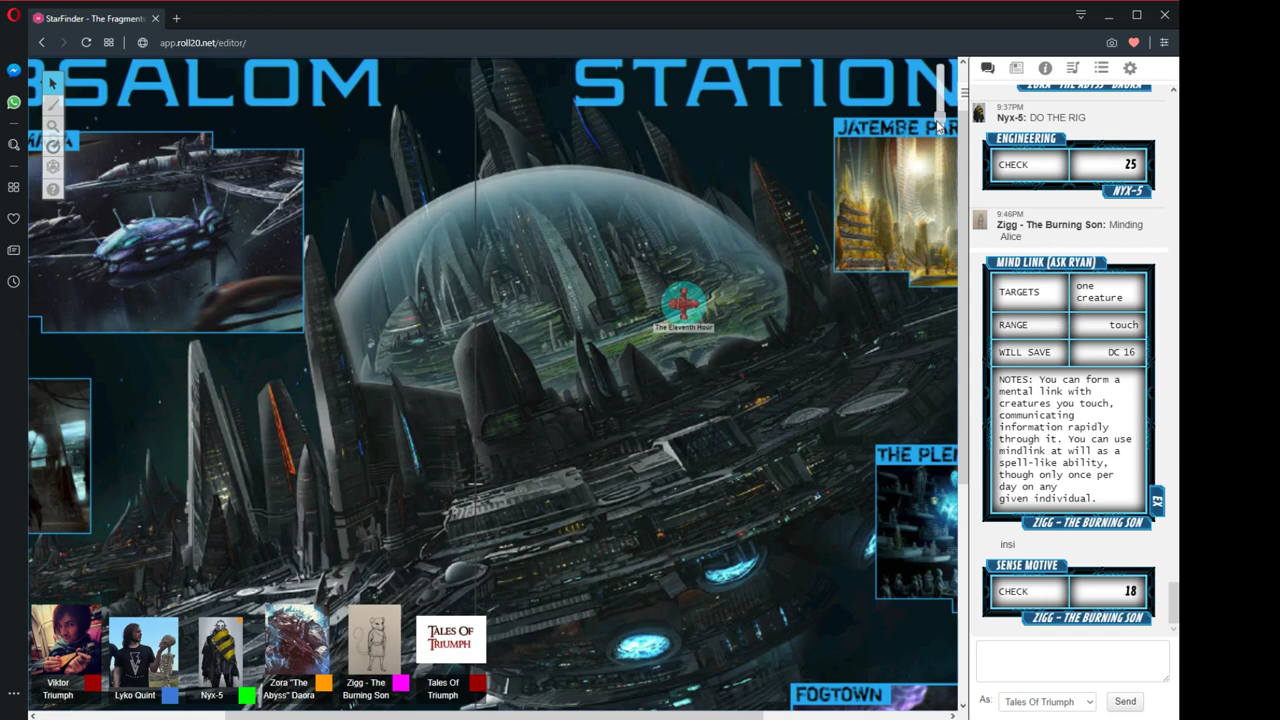 StarFinder - The Fragment
app.roll20.net/editor/
BSALOM STATION
JATEMBE PAR
The Eleventh Hour
THE PLE
FOGTOWN
Viktor
Triumph
Lyko Quint
Nyx-5
Zora "The
Abyss" Daora
Zigg - The
Burning Son
TALES OF
TRIUMPH
Tales Of
Triumph
ZORA "THE ABYSS" DAORA
9:37PM
Nyx-5: DO THE RIG
ENGINEERING
CHECK 25
NYX-5
9:46PM
Zigg - The Burning Son: Minding
Alice
MIND LINK (ASK RYAN)
TARGETS one
creature
RANGE touch
WILL SAVE DC 16
NOTES: You can form a
mental link with
creatures you touch,
communicating
information rapidly
through it. You can use
mindlink at will as a
spell-like ability,
though only once per
day on any
given individual.
EX
ZIGG - THE BURNING SON
insi
SENSE MOTIVE
CHECK 18
ZIGG - THE BURNING SON
As: Tales Of Triumph Send